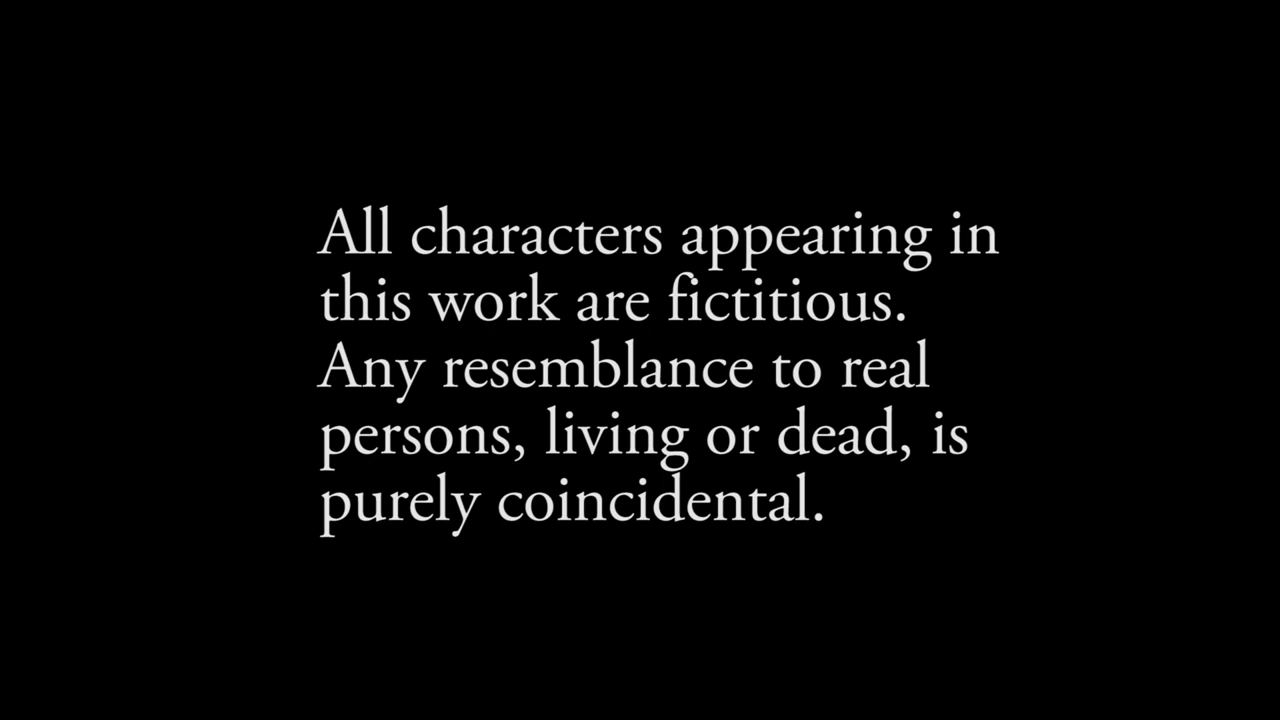 All characters appearing in
this work are fictitious.
Any resemblance to real
persons, living or dead, is
purely coincidental.